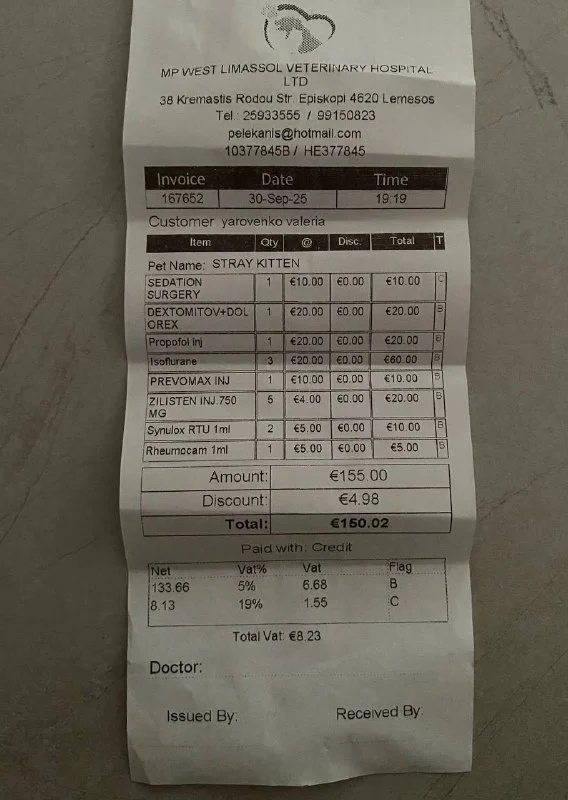 MP WEST LIMASSOL VETERINARY HOSPITAL
LTD
38 Kremastis Rodou Str. Episkopi 4620 Lemesos
Tel.: 25933555 / 99150823
pelekanis@hotmail.com
10377845B / HE377845
Invoice Date Time
167652 30-Sep-25 19:19
Customer yarovenko valeria
Item Qty @ Disc. Total T
Pet Name: STRAY KITTEN
SEDATION SURGERY 1 €10.00 €0.00 €10.00 C
DEXTOMITOV+DOLOREX 1 €20.00 €0.00 €20.00 B
Propofol inj 1 €20.00 €0.00 €20.00 B
Isoflurane 3 €20.00 €0.00 €60.00 B
PREVOMAX INJ 1 €10.00 €0.00 €10.00 B
ZILISTEN INJ.750 MG 5 €4.00 €0.00 €20.00 B
Synulox RTU 1ml 2 €5.00 €0.00 €10.00 B
Rheumocam 1ml 1 €5.00 €0.00 €5.00 B
Amount: €155.00
Discount: €4.98
Total: €150.02
Paid with: Credit
Net Vat% Vat Flag
133.66 5% 6.68 B
8.13 19% 1.55 C
Total Vat: €8.23
Doctor:
Issued By: Received By: